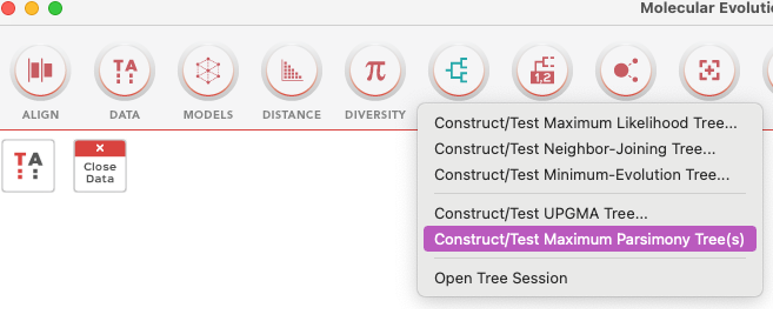 Molecular Evolutio
TA
π
1,2
ALIGN
DATA
MODELS
DISTANCE
DIVERSITY
Construct/Test Maximum Likelihood Tree...
Construct/Test Neighbor-Joining Tree...
Construct/Test Minimum-Evolution Tree...
Construct/Test UPGMA Tree...
Construct/Test Maximum Parsimony Tree(s)
Open Tree Session
TA
×
Close
Data